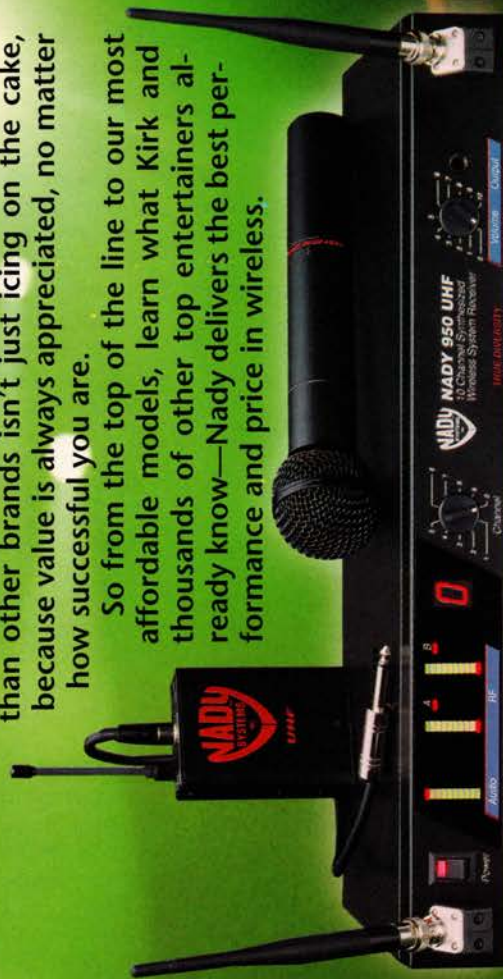 than other brands isn't just icing on the cake,
because value is always appreciated, no matter
how successful you are.
So from the top of the line to our most
affordable models, learn what Kirk and
thousands of other top entertainers al-
ready know—Nady delivers the best per-
formance and price in wireless.
NADY
SYSTEMS
UHF
Power
Audio
A
B
RF
0
Channel
NADY
SYSTEMS
NADY 950 UHF
10 Channel Synthesized
Wireless System Receiver
TRUE DIVERSITY
Volume
Output